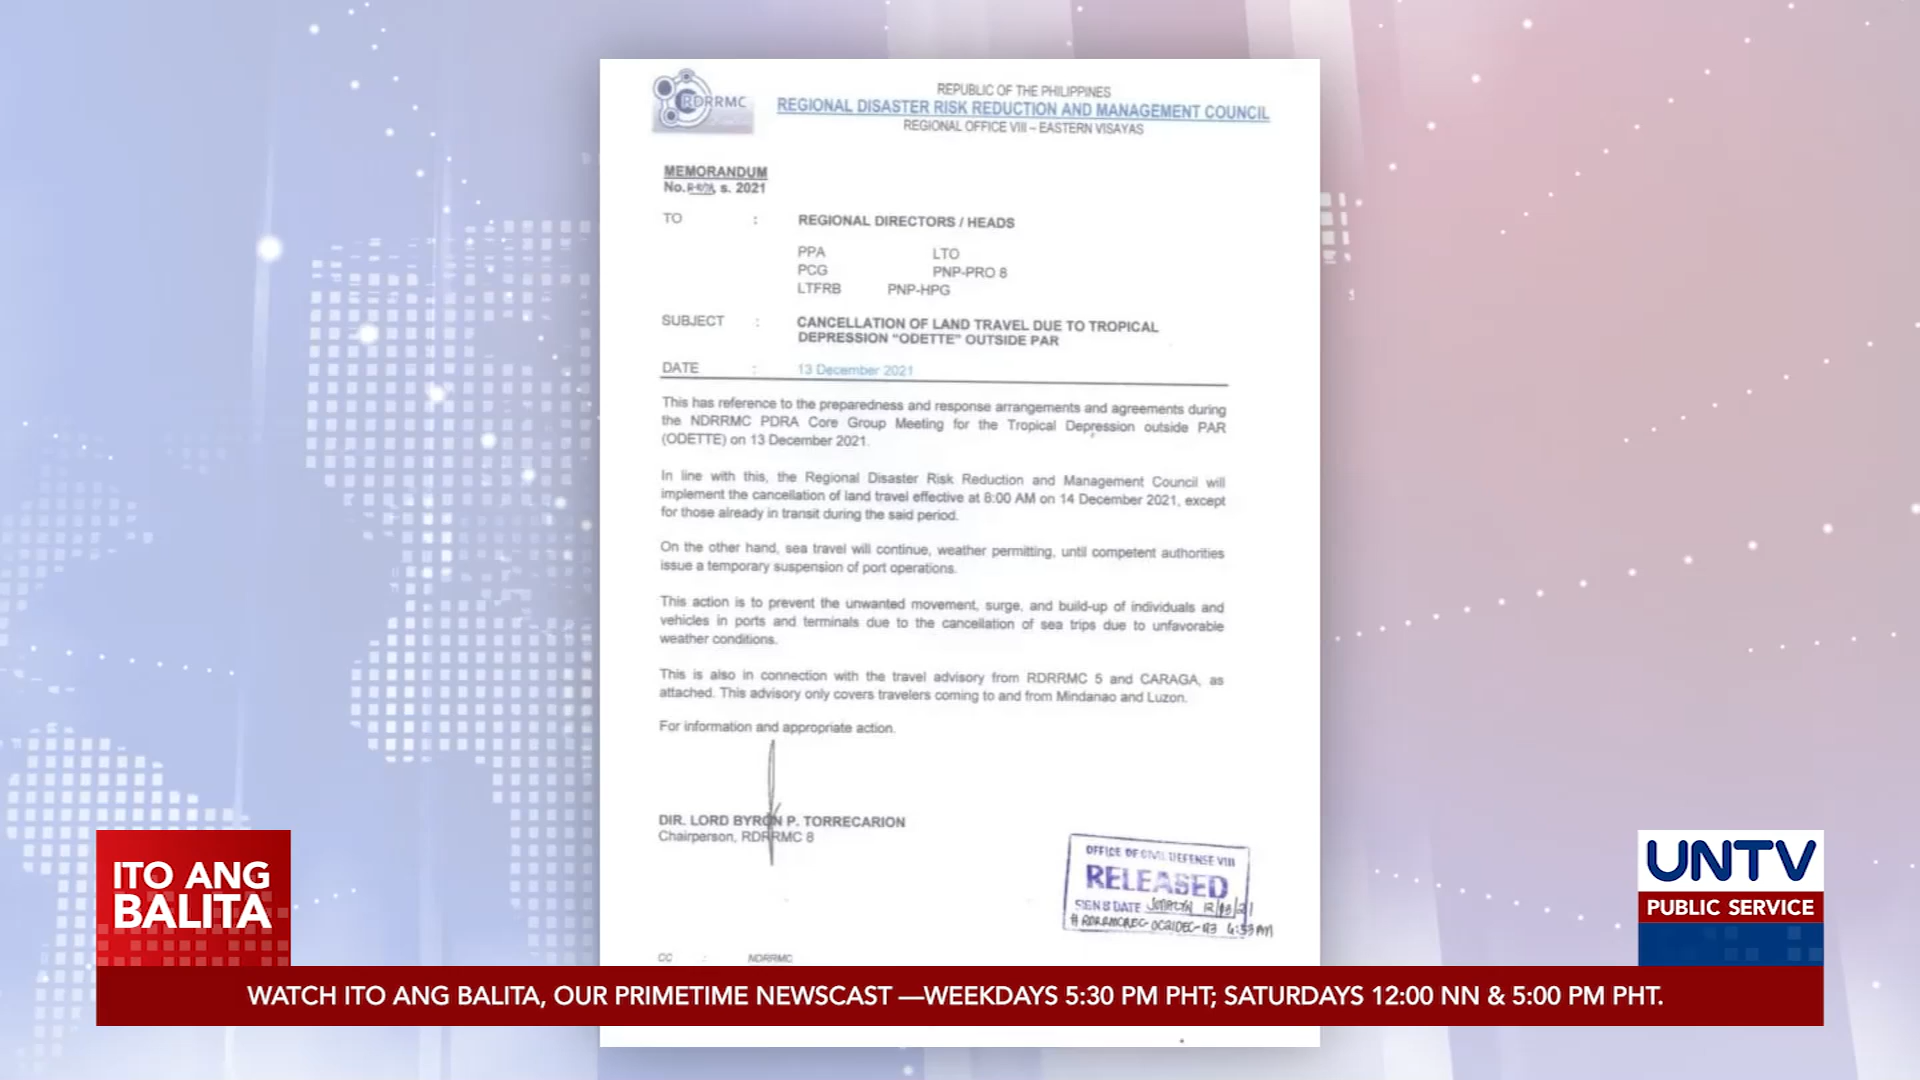 RDRRMC
REPUBLIC OF THE PHILIPPINES
REGIONAL DISASTER RISK REDUCTION AND MANAGEMENT COUNCIL
REGIONAL OFFICE VIII – EASTERN VISAYAS
MEMORANDUM
No. s. 2021
TO : REGIONAL DIRECTORS / HEADS
PPA LTO
PCG PNP-PRO 8
LTFRB PNP-HPG
SUBJECT : CANCELLATION OF LAND TRAVEL DUE TO TROPICAL
DEPRESSION “ODETTE” OUTSIDE PAR
DATE : 13 December 2021
This has reference to the preparedness and response arrangements and agreements during
the NDRRMC PDRA Core Group Meeting for the Tropical Depression outside PAR
(ODETTE) on 13 December 2021.
In line with this, the Regional Disaster Risk Reduction and Management Council will
implement the cancellation of land travel effective at 8:00 AM on 14 December 2021, except
for those already in transit during the said period.
On the other hand, sea travel will continue, weather permitting, until competent authorities
issue a temporary suspension of port operations.
This action is to prevent the unwanted movement, surge, and build-up of individuals and
vehicles in ports and terminals due to the cancellation of sea trips due to unfavorable
weather conditions.
This is also in connection with the travel advisory from RDRRMC 5 and CARAGA, as
attached. This advisory only covers travelers coming to and from Mindanao and Luzon.
For information and appropriate action.
DIR. LORD BYRON P. TORRECARION
Chairperson, RDRRMC 8
OFFICE OF CIVIL DEFENSE VIII
RELEASED
SIGN & DATE 12/13/21
CC : NDRRMC
ITO ANG
BALITA
UNTV
PUBLIC SERVICE
WATCH ITO ANG BALITA, OUR PRIMETIME NEWSCAST —WEEKDAYS 5:30 PM PHT; SATURDAYS 12:00 NN & 5:00 PM PHT.